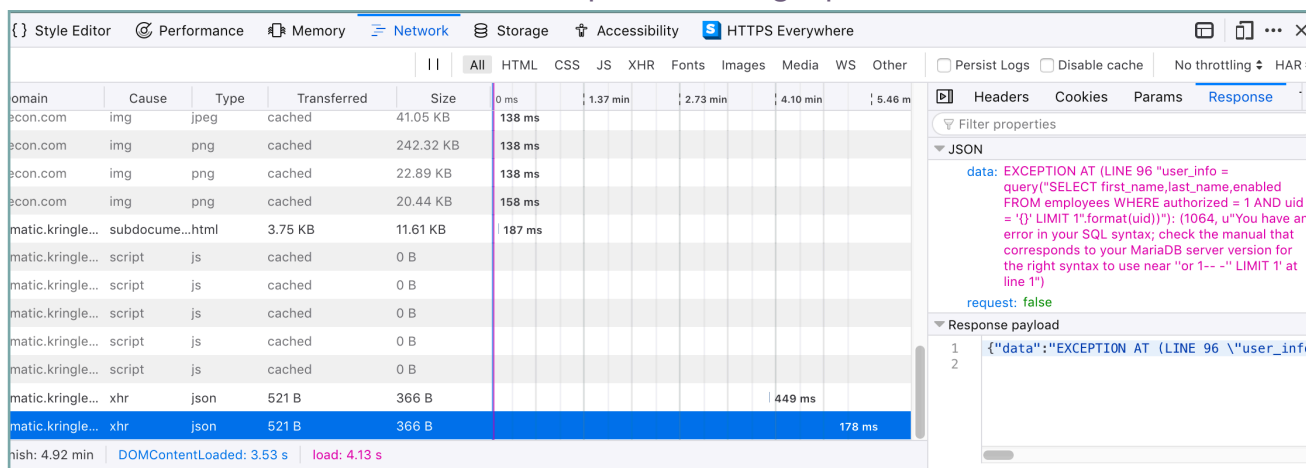 { } Style Editor Performance Memory Network Storage Accessibility S HTTPS Everywhere
All HTML CSS JS XHR Fonts Images Media WS Other Persist Logs Disable cache No throttling HAR
omain Cause Type Transferred Size 0 ms 1.37 min 2.73 min 4.10 min 5.46 m Headers Cookies Params Response
econ.com img jpeg cached 41.05 KB 138 ms
econ.com img png cached 242.32 KB 138 ms
econ.com img png cached 22.89 KB 138 ms
econ.com img png cached 20.44 KB 158 ms
matic.kringle... subdocume...html 3.75 KB 11.61 KB 187 ms
matic.kringle... script js cached 0 B
matic.kringle... script js cached 0 B
matic.kringle... script js cached 0 B
matic.kringle... script js cached 0 B
matic.kringle... script js cached 0 B
matic.kringle... xhr json 521 B 366 B 449 ms
matic.kringle... xhr json 521 B 366 B 178 ms
nish: 4.92 min DOMContentLoaded: 3.53 s load: 4.13 s
Filter properties
JSON
data: EXCEPTION AT (LINE 96 "user_info =
query("SELECT first_name,last_name,enabled
FROM employees WHERE authorized = 1 AND uid
= '{}' LIMIT 1".format(uid))"): (1064, u"You have an
error in your SQL syntax; check the manual that
corresponds to your MariaDB server version for
the right syntax to use near ''or 1-- -'' LIMIT 1' at
line 1")
request: false
Response payload
1 {"data":"EXCEPTION AT (LINE 96 \"user_info
2